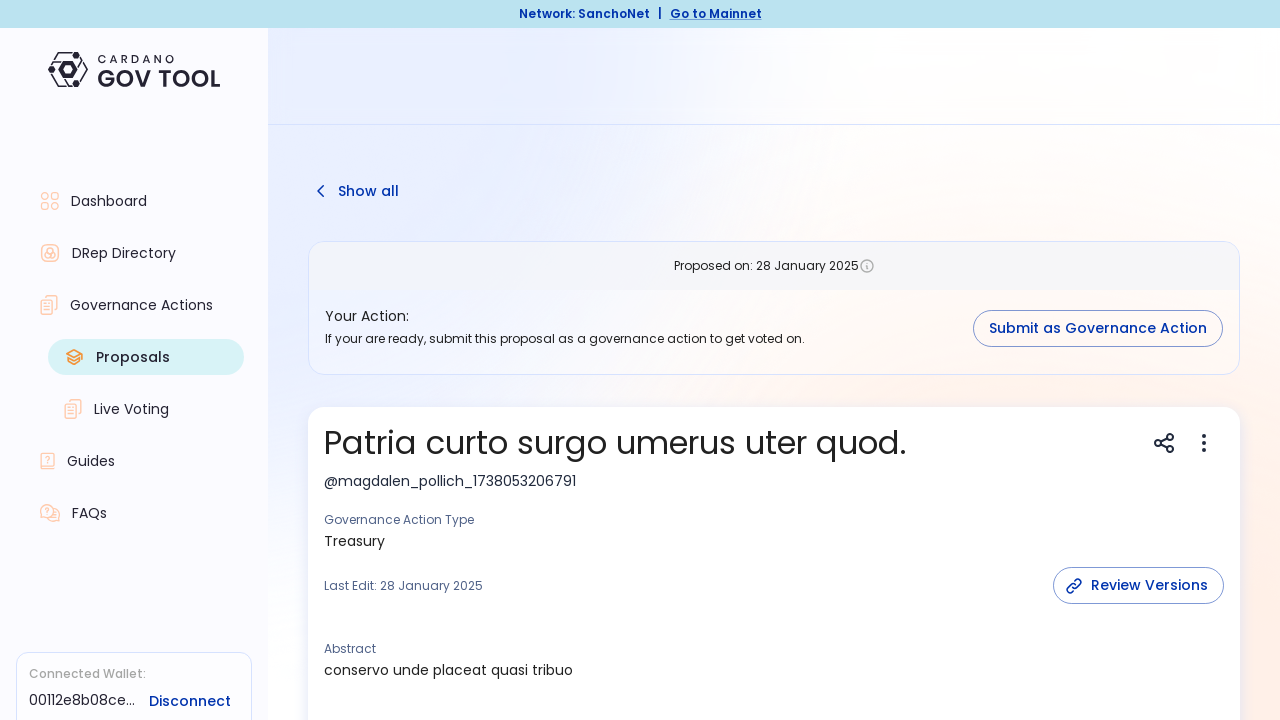 Network: SanchoNet | Go to Mainnet
CARDANO
GOV TOOL
Dashboard
DRep Directory
Governance Actions
Proposals
Live Voting
Guides
FAQs
Connected Wallet:
00112e8b08ce... Disconnect
Show all
Proposed on: 28 January 2025
Your Action:
If your are ready, submit this proposal as a governance action to get voted on.
Submit as Governance Action
Patria curto surgo umerus uter quod.
@magdalen_pollich_1738053206791
Governance Action Type
Treasury
Last Edit: 28 January 2025
Review Versions
Abstract
conservo unde placeat quasi tribuo